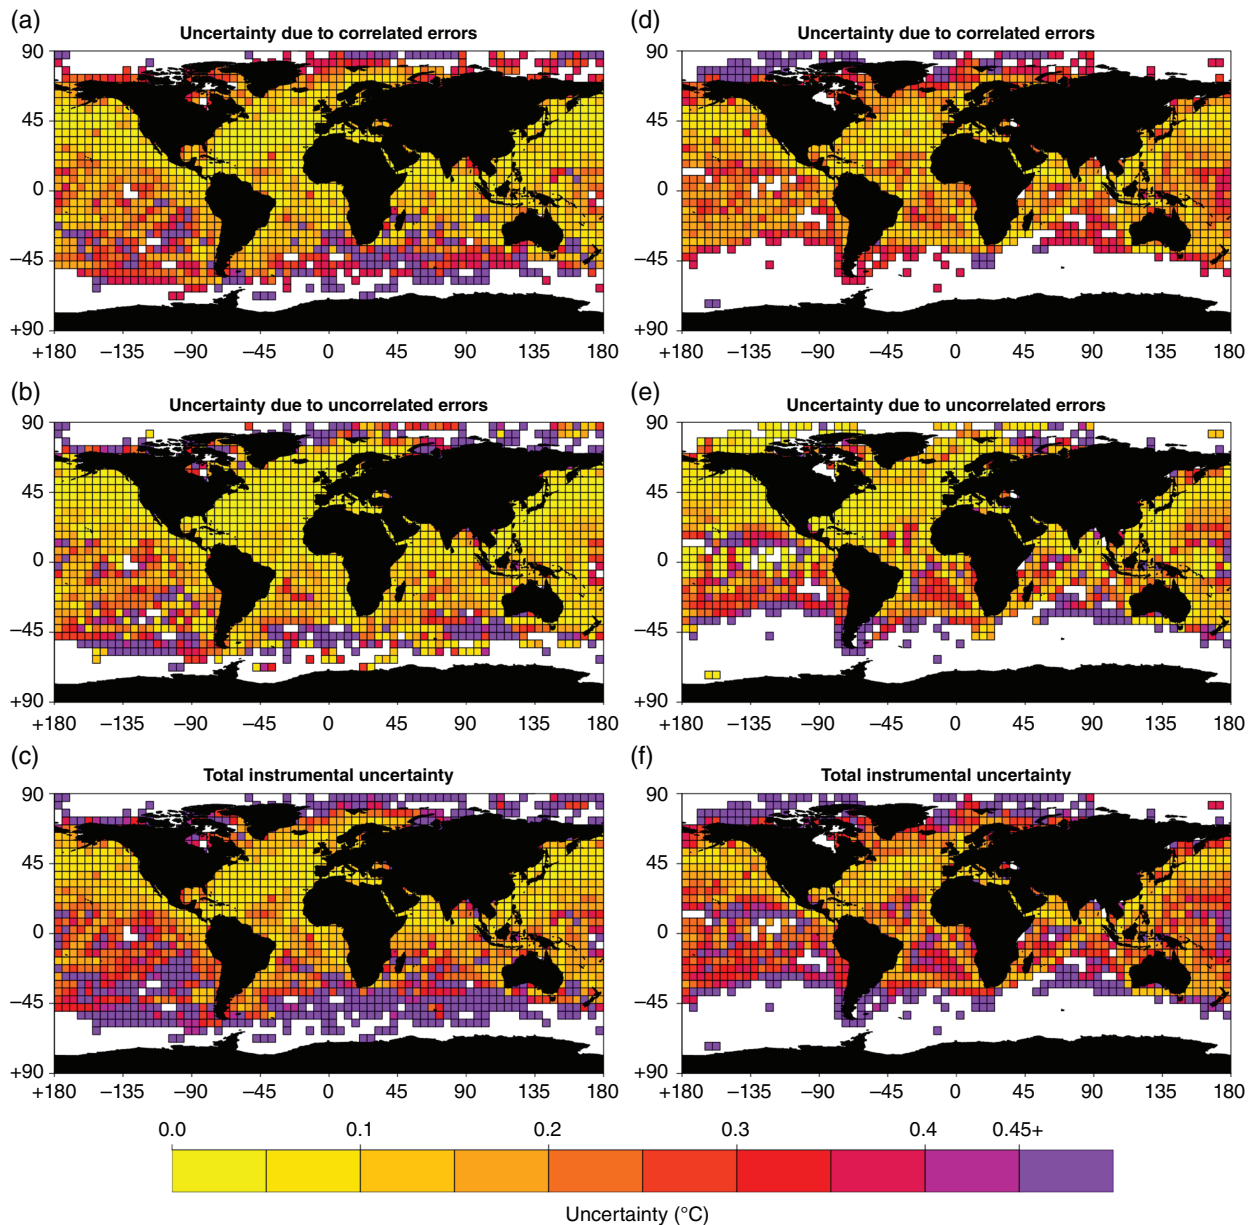 (a)
Uncertainty due to correlated errors
90
45
0
−45
+90
+180 −135 −90 −45 0 45 90 135 180
(d)
Uncertainty due to correlated errors
90
45
0
−45
+90
+180 −135 −90 −45 0 45 90 135 180
(b)
Uncertainty due to uncorrelated errors
90
45
0
−45
+90
+180 −135 −90 −45 0 45 90 135 180
(e)
Uncertainty due to uncorrelated errors
90
45
0
−45
+90
+180 −135 −90 −45 0 45 90 135 180
(c)
Total instrumental uncertainty
90
45
0
−45
+90
+180 −135 −90 −45 0 45 90 135 180
(f)
Total instrumental uncertainty
90
45
0
−45
+90
+180 −135 −90 −45 0 45 90 135 180
0.0 0.1 0.2 0.3 0.4 0.45+
Uncertainty (°C)